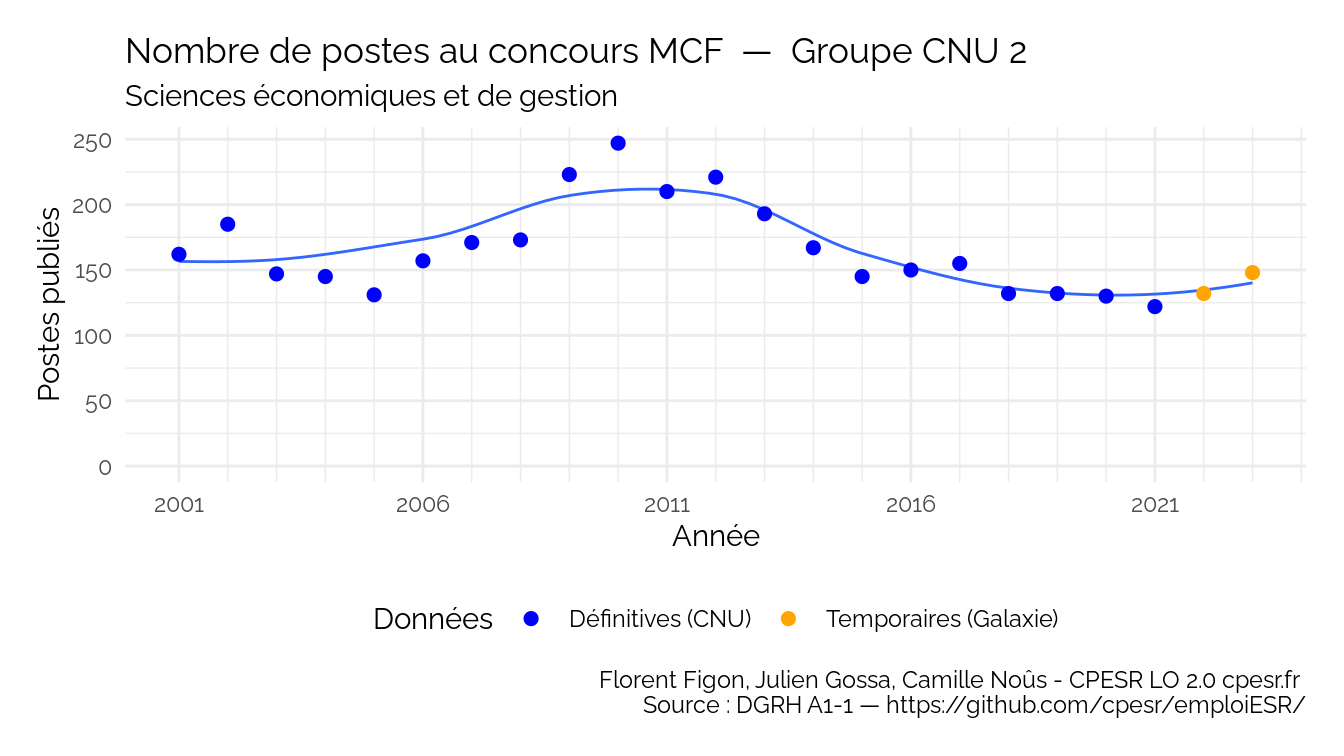 Nombre de postes au concours MCF — Groupe CNU 2
Sciences économiques et de gestion
250
200
150
100
50
0
Postes publiés
2001 2006 2011 2016 2021
Année
Données Définitives (CNU) Temporaires (Galaxie)
Florent Figon, Julien Gossa, Camille Noûs - CPESR LO 2.0 cpesr.fr
Source : DGRH A1-1 — https://github.com/cpesr/emploiESR/